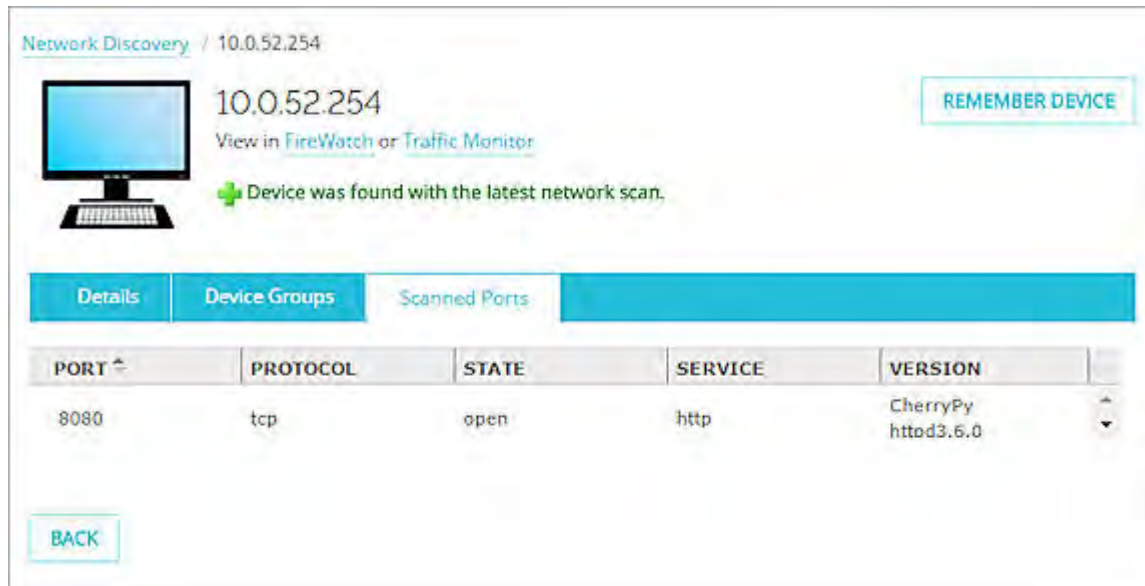 Network Discovery / 10.0.52.254
10.0.52.254
REMEMBER DEVICE
View in FireWatch or Traffic Monitor
Device was found with the latest network scan.
Details Device Groups Scanned Ports
PORT PROTOCOL STATE SERVICE VERSION
8080 tcp open http CherryPy
httpd3.6.0
BACK